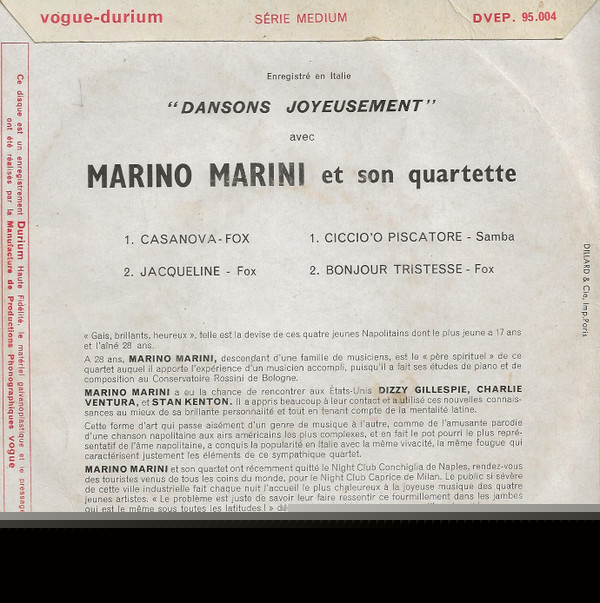 vogue-durium SÉRIE MEDIUM DVEP. 95.004
Enregistré en Italie
"DANSONS JOYEUSEMENT"
avec
MARINO MARINI et son quartette
1. CASANOVA-FOX
2. JACQUELINE - Fox
1. CICCIO'O PISCATORE - Samba
2. BONJOUR TRISTESSE - Fox
« Gais, brillants, heureux », telle est la devise de ces quatre jeunes Napolitains dont le plus jeune a 17 ans
et l'aîné 28 ans.
A 28 ans, MARINO MARINI, descendant d'une famille de musiciens, est le « père spirituel » de ce
quartet auquel il apporte l'expérience d'un musicien accompli, puisqu'il a fait ses études de piano et de
composition au Conservatoire Rossini de Bologne.
MARINO MARINI a eu la chance de rencontrer aux États-Unis DIZZY GILLESPIE, CHARLIE
VENTURA, et STAN KENTON. il a appris beaucoup à leur contact et a utilisé ces nouvelles connais-
sances au mieux de sa brillante personnalité et tout en tenant compte de la mentalité latine.
Cette forme d'art qui passe aisément d'un genre de musique à l'autre, comme de l'amusante parodie
d'une chanson napolitaine aux airs américains les plus complexes, et en fait le pot pourri le plus repré-
sentatif de l'âme napolitaine, a conquis la popularité en Italie avec la même vivacité, la même fougue qui
caractérisent justement les éléments de ce sympathique quartet.
MARINO MARINI et son quartet ont récemment quitté le Night Club Conchiglia de Naples, rendez-vous
des touristes venus de tous les coins du monde, pour le Night Club Caprice de Milan. Le public si sévère
de cette ville industrielle fait chaque nuit l'accueil le plus chaleureux à la joyeuse musique des quatre
jeunes artistes. « Le problème est juste de savoir leur faire ressentir ce fourmillement dans les jambes
qui est le même sous toutes les latitudes ! »
Ce disque est un enregistrement Durium Haute Fidélité, le matériel galvanoplastique et le pressage
ont été réalisés par la Manufacture de Productions Phonographiques vogue
DILLARD & Cie, Imp. Paris